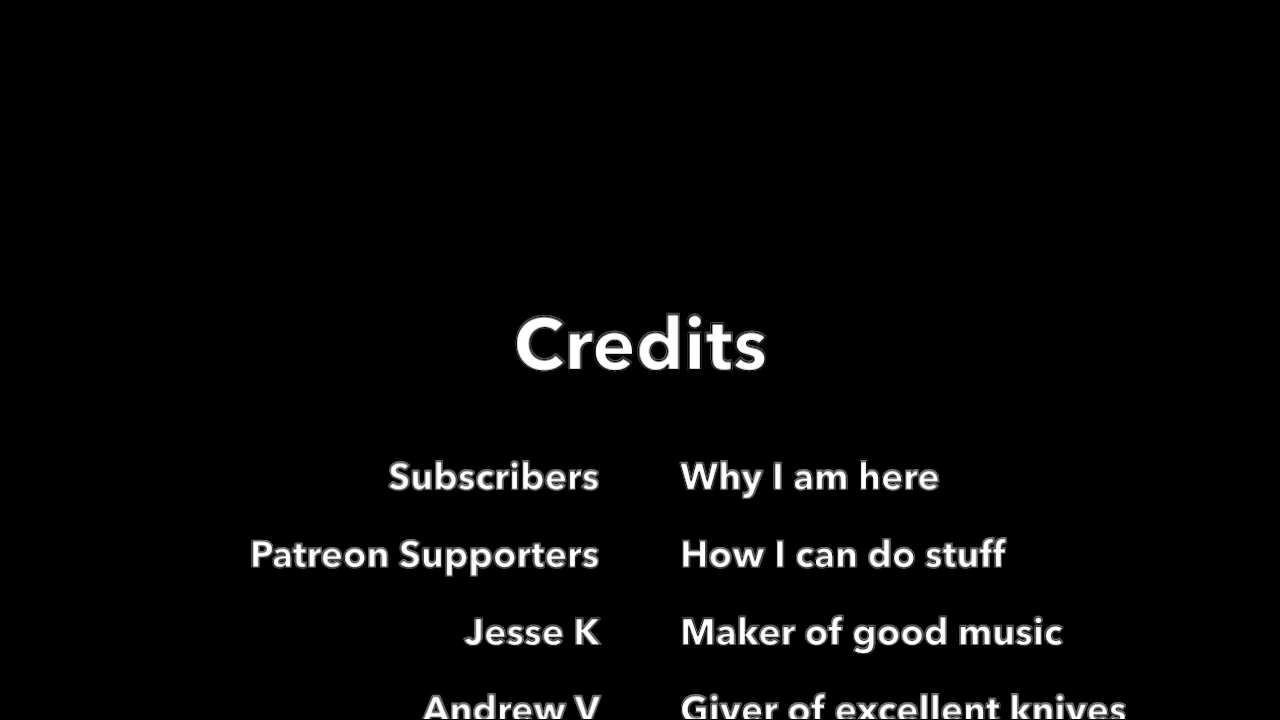 Credits
Subscribers Why I am here
Patreon Supporters How I can do stuff
Jesse K Maker of good music
Andrew V Giver of excellent knives